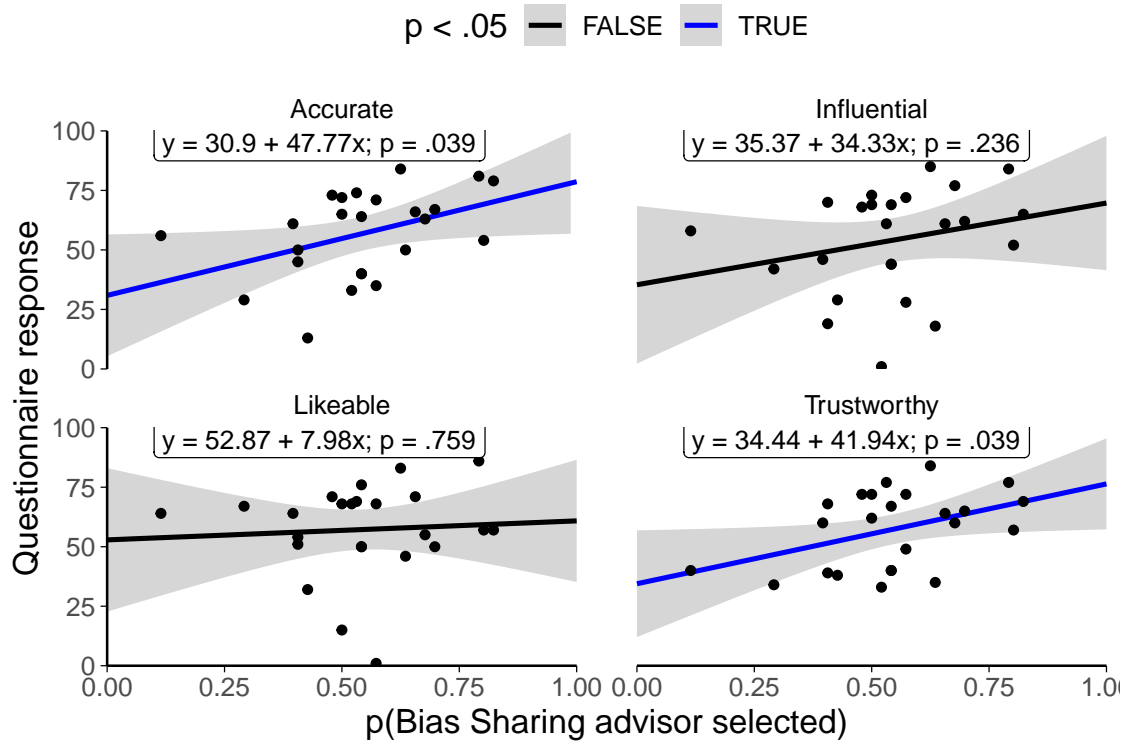 p < .05 FALSE TRUE
Accurate
Influential
y = 30.9 + 47.77x; p = .039
y = 35.37 + 34.33x; p = .236
100
75
50
25
0
Likeable
Trustworthy
y = 52.87 + 7.98x; p = .759
y = 34.44 + 41.94x; p = .039
100
75
50
25
0
Questionnaire response
0.00 0.25 0.50 0.75 1.00 0.00 0.25 0.50 0.75 1.0
p(Bias Sharing advisor selected)